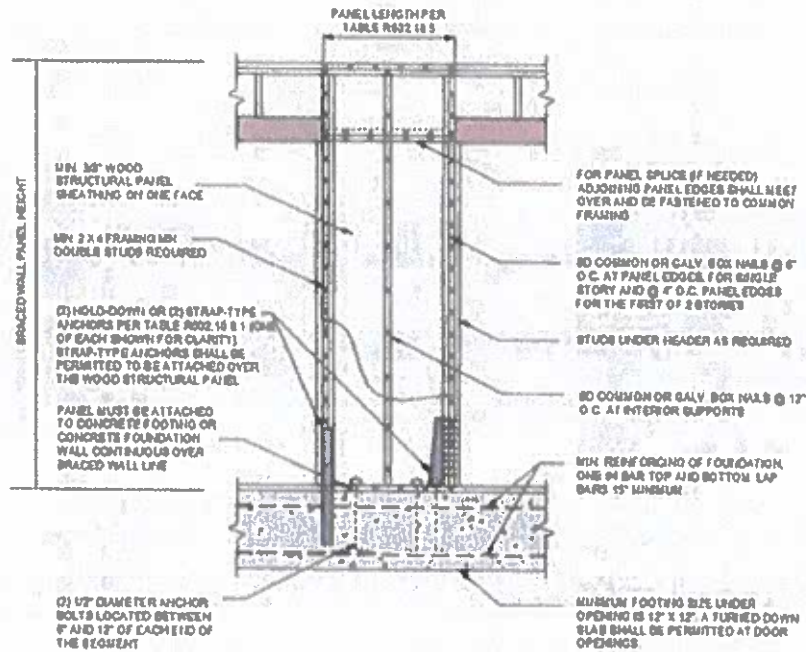 PANEL LENGTH PER
TABLE R602.10.5
BRACED WALL PANEL HEIGHT
MIN. 3/8" WOOD
STRUCTURAL PANEL
SHEATHING ON ONE FACE
MIN. 2 X 4 FRAMING MIN.
DOUBLE STUDS REQUIRED
(2) HOLD-DOWN OR (2) STRAP-TYPE
ANCHORS PER TABLE R602.10.6.1 (ONE
OF EACH SHOWN FOR CLARITY).
STRAP-TYPE ANCHORS SHALL BE
PERMITTED TO BE ATTACHED OVER
THE WOOD STRUCTURAL PANEL
PANEL MUST BE ATTACHED
TO CONCRETE FOOTING OR
CONCRETE FOUNDATION
WALL CONTINUOUS OVER
BRACED WALL LINE
(2) 1/2" DIAMETER ANCHOR
BOLTS LOCATED BETWEEN
6" AND 12" OF EACH END OF
THE SEGMENT
FOR PANEL SPLICE (IF NEEDED)
ADJOINING PANEL EDGES SHALL MEET
OVER AND BE FASTENED TO COMMON
FRAMING
8D COMMON OR GALV. BOX NAILS @ 6"
O.C. AT PANEL EDGES. FOR SINGLE
STORY AND @ 4" O.C. PANEL EDGES
FOR THE FIRST OF 2 STORIES
STUDS UNDER HEADER AS REQUIRED
8D COMMON OR GALV. BOX NAILS @ 12"
O.C. AT INTERIOR SUPPORTS
MIN. REINFORCING OF FOUNDATION,
ONE #4 BAR TOP AND BOTTOM. LAP
BARS 15" MINIMUM.
MINIMUM FOOTING SIZE UNDER
OPENING IS 12" X 12". A TURNED DOWN
SLAB SHALL BE PERMITTED AT DOOR
OPENINGS.